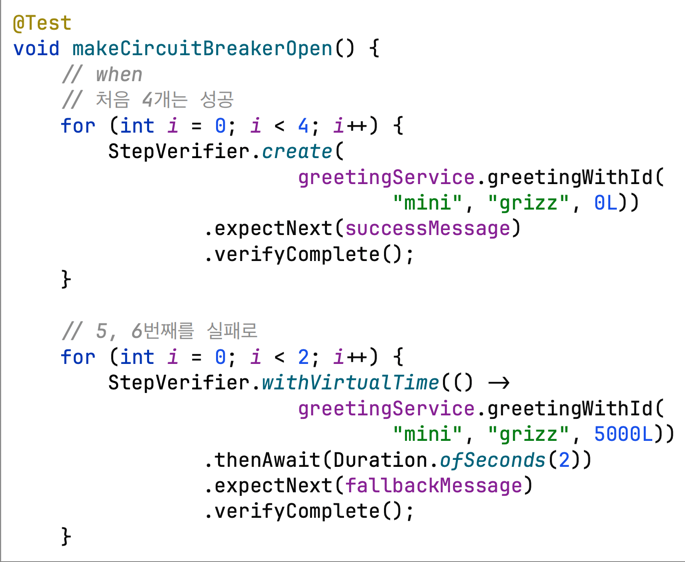 @Test
void makeCircuitBreakerOpen() {
    // when
    // 처음 4개는 성공
    for (int i = 0; i < 4; i++) {
        StepVerifier.create(
                        greetingService.greetingWithId(
                                "mini", "grizz", 0L))
                .expectNext(successMessage)
                .verifyComplete();
    }

    // 5, 6번째를 실패로
    for (int i = 0; i < 2; i++) {
        StepVerifier.withVirtualTime(() ->
                        greetingService.greetingWithId(
                                "mini", "grizz", 5000L))
                .thenAwait(Duration.ofSeconds(2))
                .expectNext(fallbackMessage)
                .verifyComplete();
    }